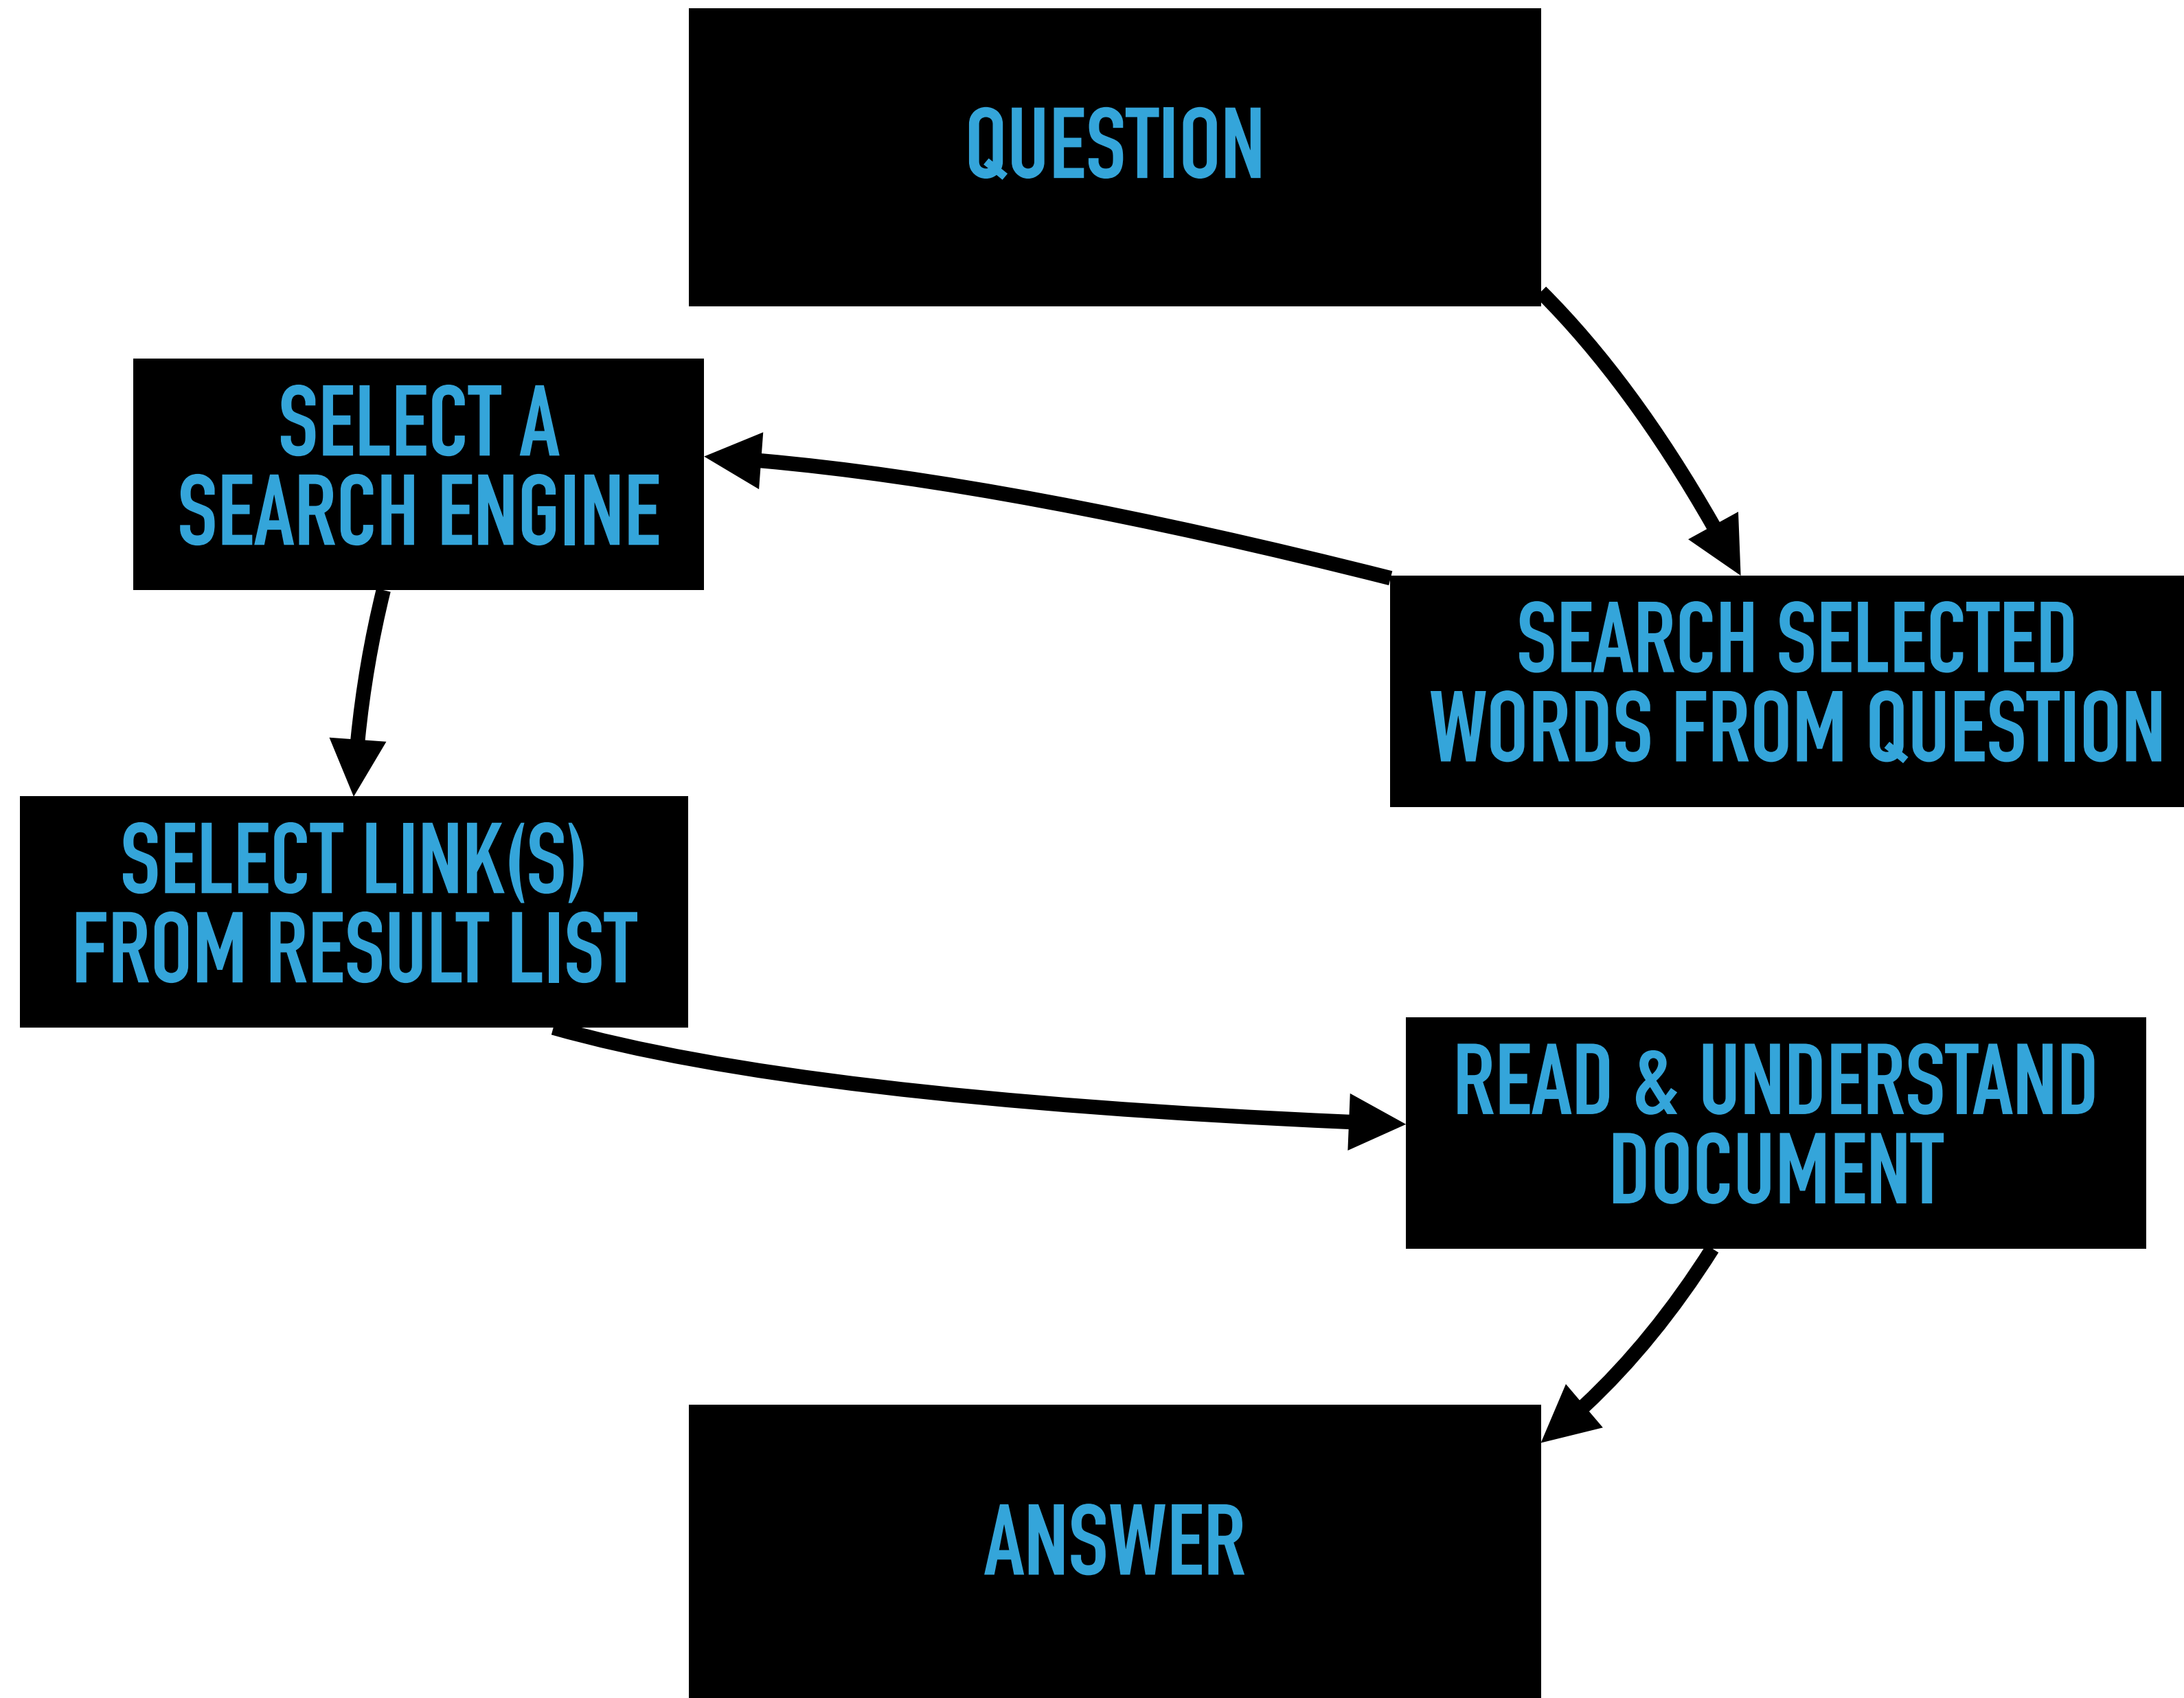 QUESTION
SELECT A
SEARCH ENGINE
SEARCH SELECTED
WORDS FROM QUESTION
SELECT LINK(S)
FROM RESULT LIST
READ & UNDERSTAND
DOCUMENT
ANSWER